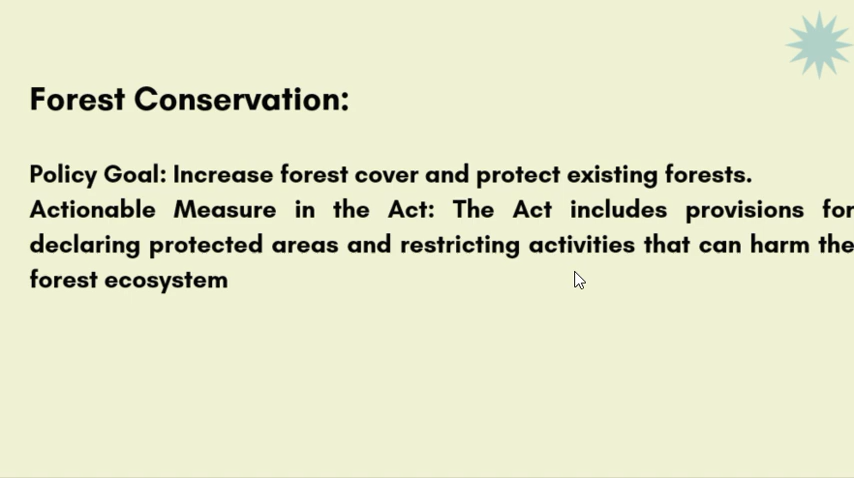 Forest Conservation:
Policy Goal: Increase forest cover and protect existing forests.
Actionable Measure in the Act: The Act includes provisions for
declaring protected areas and restricting activities that can harm the
forest ecosystem